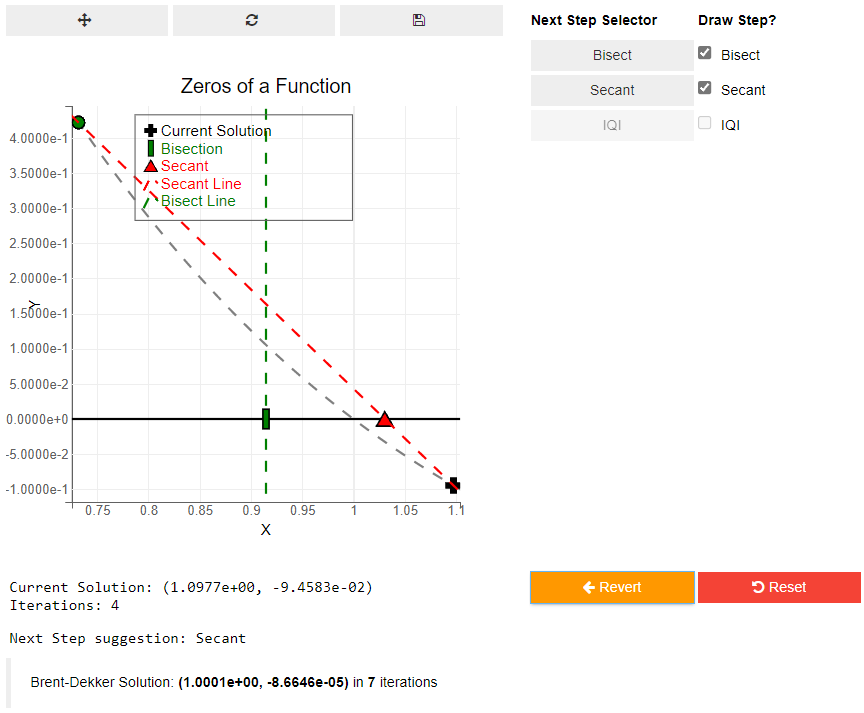 Next Step Selector
Draw Step?
Bisect
Bisect
Secant
Secant
IQI
IQI
Zeros of a Function
Current Solution
Bisection
Secant
Secant Line
Bisect Line
4.0000e-1
3.5000e-1
3.0000e-1
2.5000e-1
2.0000e-1
1.5000e-1
1.0000e-1
5.0000e-2
0.0000e+0
-5.0000e-2
-1.0000e-1
Y
0.75 0.8 0.85 0.9 0.95 1 1.05 1.1
X
Current Solution: (1.0977e+00, -9.4583e-02)
Iterations: 4
Revert
Reset
Next Step suggestion: Secant
Brent-Dekker Solution: (1.0001e+00, -8.6646e-05) in 7 iterations